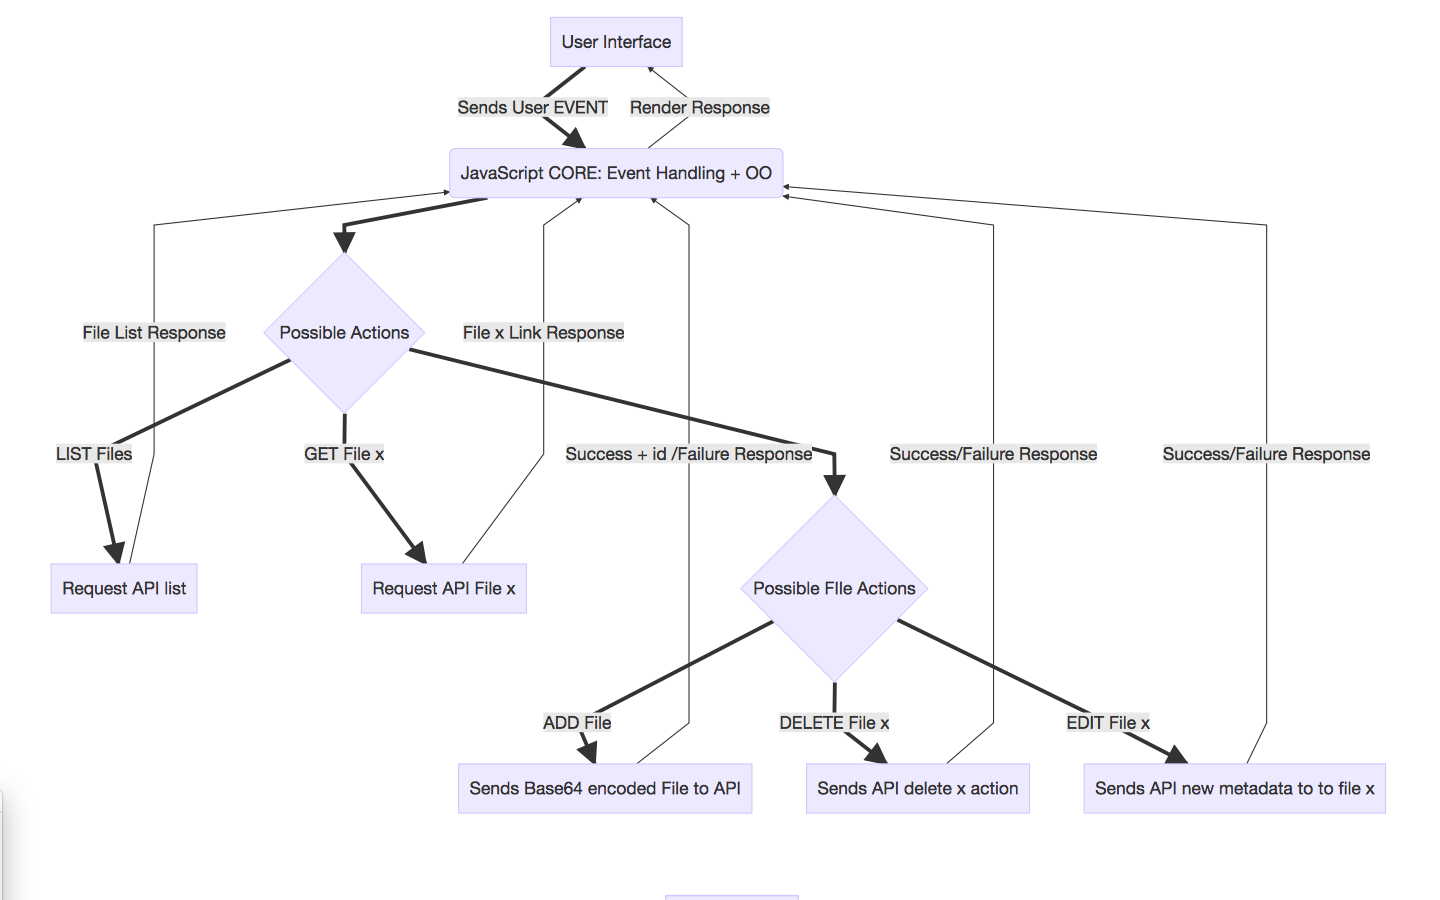 User Interface
Sends User EVENT
Render Response
JavaScript CORE: Event Handling + OO
File List Response
Possible Actions
File x Link Response
LIST Files
GET File x
Success + id /Failure Response
Success/Failure Response
Success/Failure Response
Request API list
Request API File x
Possible FIle Actions
ADD File
DELETE File x
EDIT File x
Sends Base64 encoded File to API
Sends API delete x action
Sends API new metadata to to file x